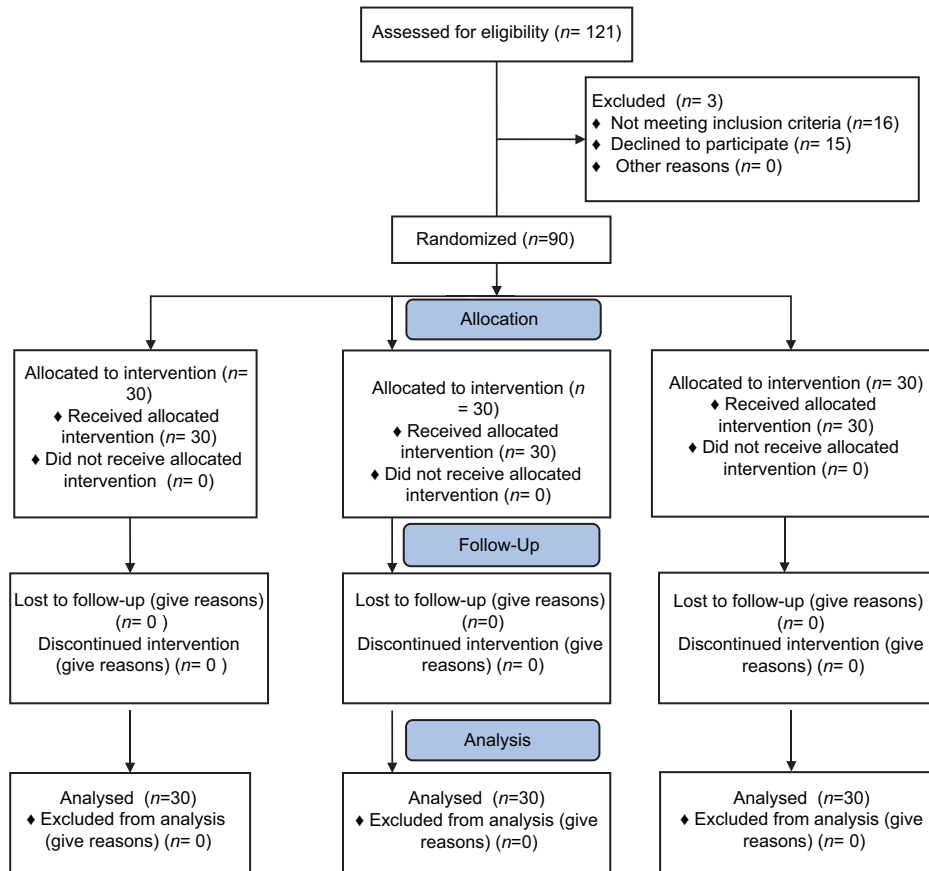 Assessed for eligibility (n= 121)
Excluded (n= 3)
♦ Not meeting inclusion criteria (n=16)
♦ Declined to participate (n= 15)
♦ Other reasons (n= 0)
Randomized (n=90)
Allocation
Allocated to intervention (n=
30)
♦ Received allocated
intervention (n= 30)
♦ Did not receive allocated
intervention (n= 0)
Allocated to intervention (n
= 30)
♦ Received allocated
intervention (n= 30)
♦ Did not receive allocated
intervention (n= 0)
Allocated to intervention (n= 30)
♦ Received allocated
intervention (n= 30)
♦ Did not receive allocated
intervention (n= 0)
Follow-Up
Lost to follow-up (give reasons)
(n= 0 )
Discontinued intervention
(give reasons) (n= 0 )
Lost to follow-up (give reasons)
(n=0)
Discontinued intervention (give
reasons) (n= 0)
Lost to follow-up (give reasons)
(n= 0)
Discontinued intervention (give
reasons) (n= 0)
Analysis
Analysed (n=30)
♦ Excluded from analysis
(give reasons) (n= 0)
Analysed (n=30)
♦ Excluded from analysis (give
reasons) (n=0)
Analysed (n=30)
♦ Excluded from analysis (give
reasons) (n= 0)